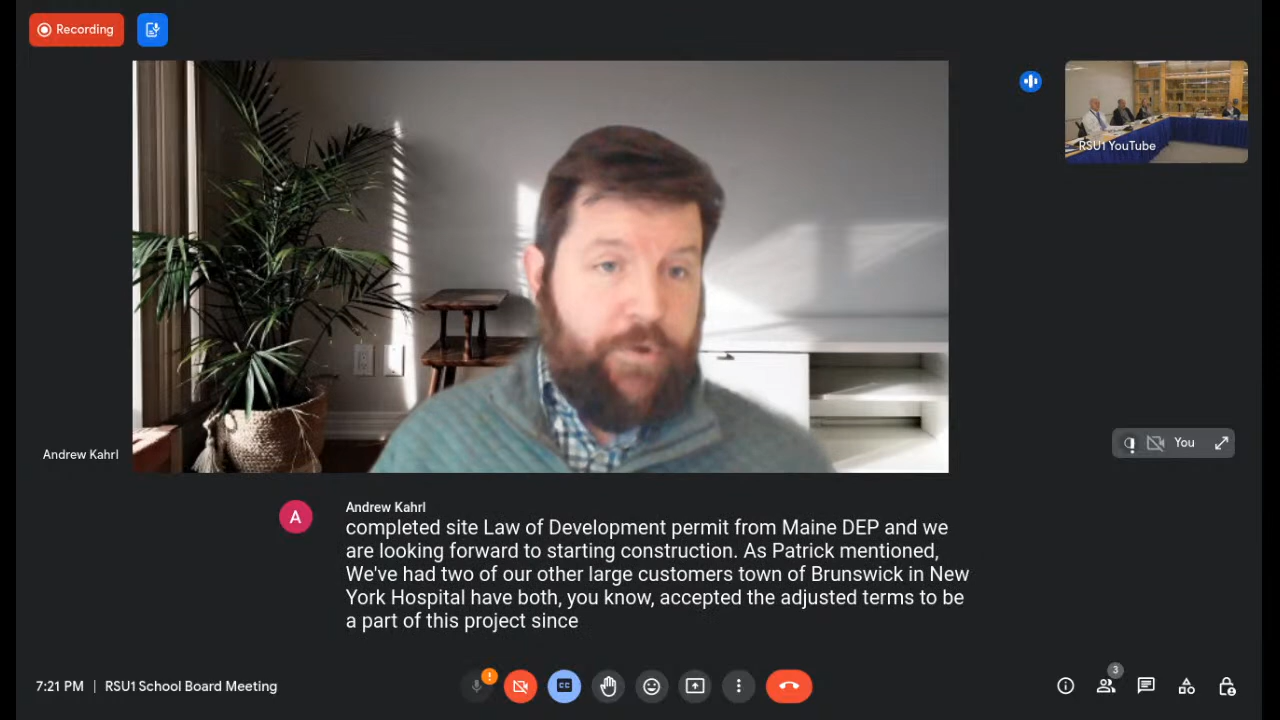 Recording
RSU1 YouTube
You
Andrew Kahrl
A
Andrew Kahrl
completed site Law of Development permit from Maine DEP and we
are looking forward to starting construction. As Patrick mentioned,
We've had two of our other large customers town of Brunswick in New
York Hospital have both, you know, accepted the adjusted terms to be
a part of this project since
7:21 PM | RSU1 School Board Meeting
!
CC
3